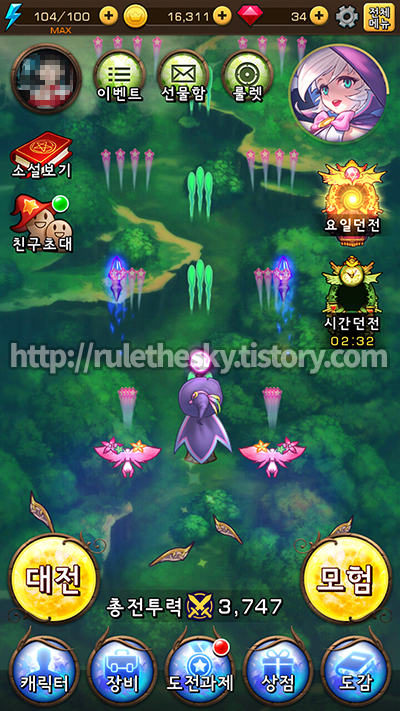 104/100
MAX
16,311
34
전체
메뉴
이벤트
선물함
룰렛
소설보기
친구초대
요일던전
시간던전
02:32
http://rulethesky.tistory.com
대전
모험
총전투력 3,747
캐릭터
장비
도전과제
상점
도감